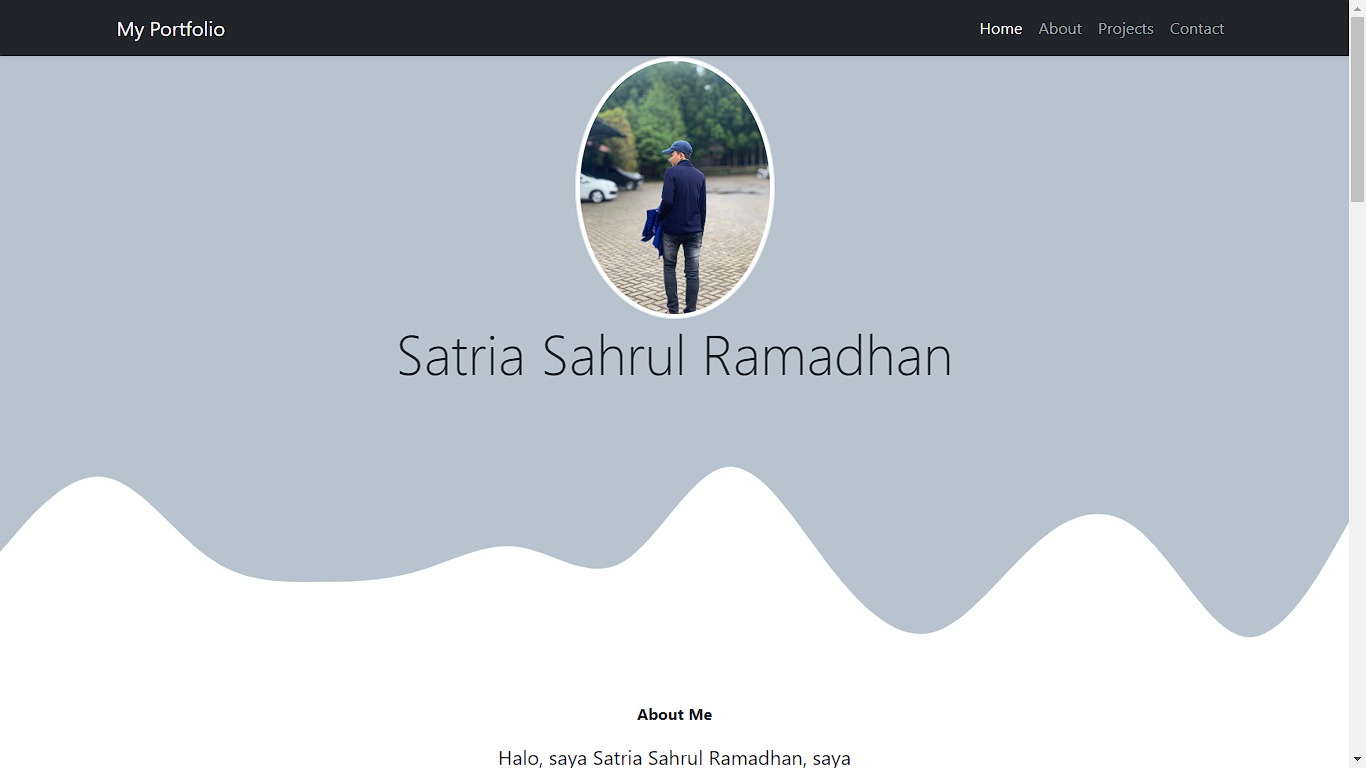 My Portfolio
Home About Projects Contact
Satria Sahrul Ramadhan
About Me
Halo, saya Satria Sahrul Ramadhan, saya